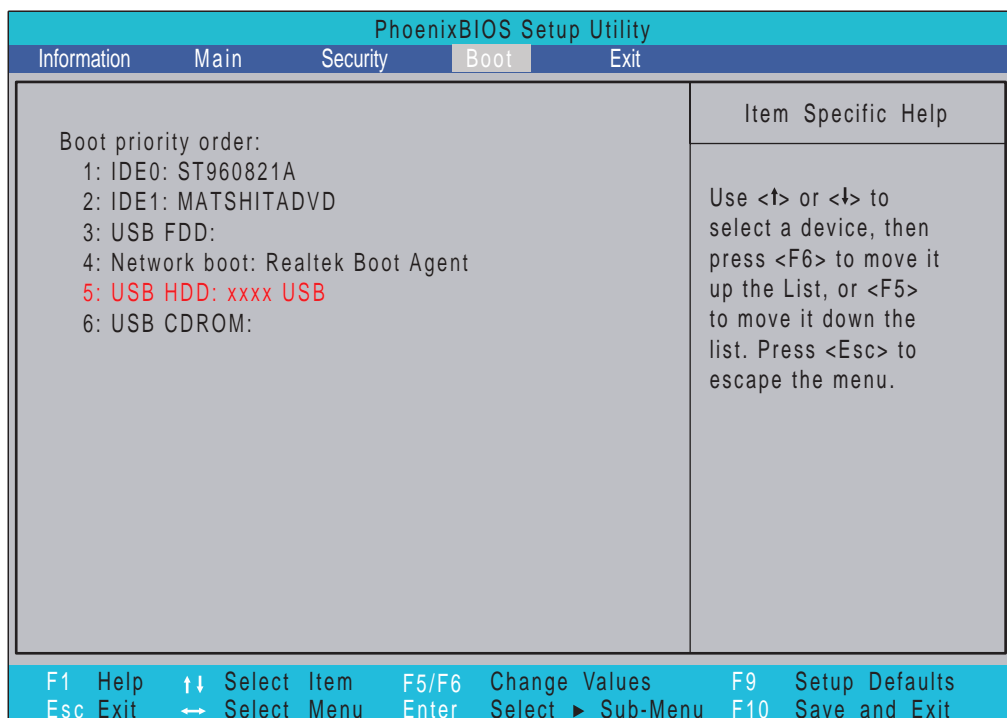 PhoenixBIOS Setup Utility
Information Main Security Boot Exit
Boot priority order:
1: IDE0: ST960821A
2: IDE1: MATSHITADVD
3: USB FDD:
4: Network boot: Realtek Boot Agent
5: USB HDD: xxxx USB
6: USB CDROM:
Item Specific Help
Use <↑> or <↓> to
select a device, then
press <F6> to move it
up the List, or <F5>
to move it down the
list. Press <Esc> to
escape the menu.
F1 Help ↑↓ Select Item F5/F6 Change Values F9 Setup Defaults
Esc Exit ↔ Select Menu Enter Select ► Sub-Menu F10 Save and Exit